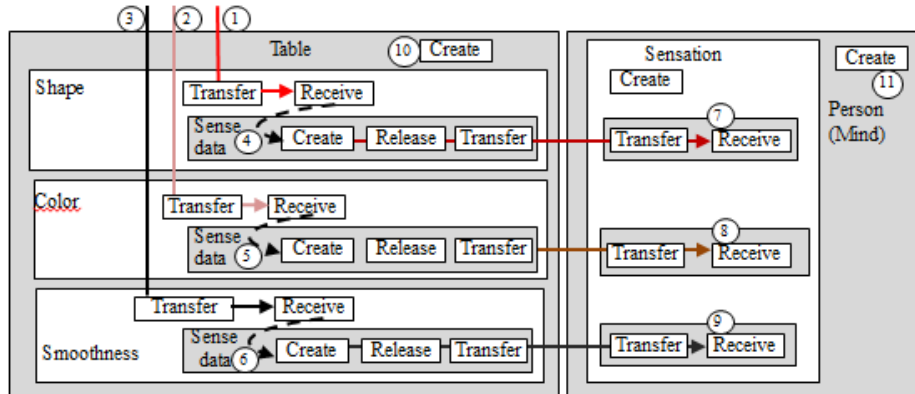 3 2 1
Table 10 Create
Sensation
Create
Create
11
Person
(Mind)
Shape
Transfer Receive
Sense
data 4 Create Release Transfer
7
Transfer Receive
Color
Transfer Receive
Sense
data 5 Create Release Transfer
8
Transfer Receive
Transfer Receive
Smoothness
Sense
data 6 Create Release Transfer
9
Transfer Receive